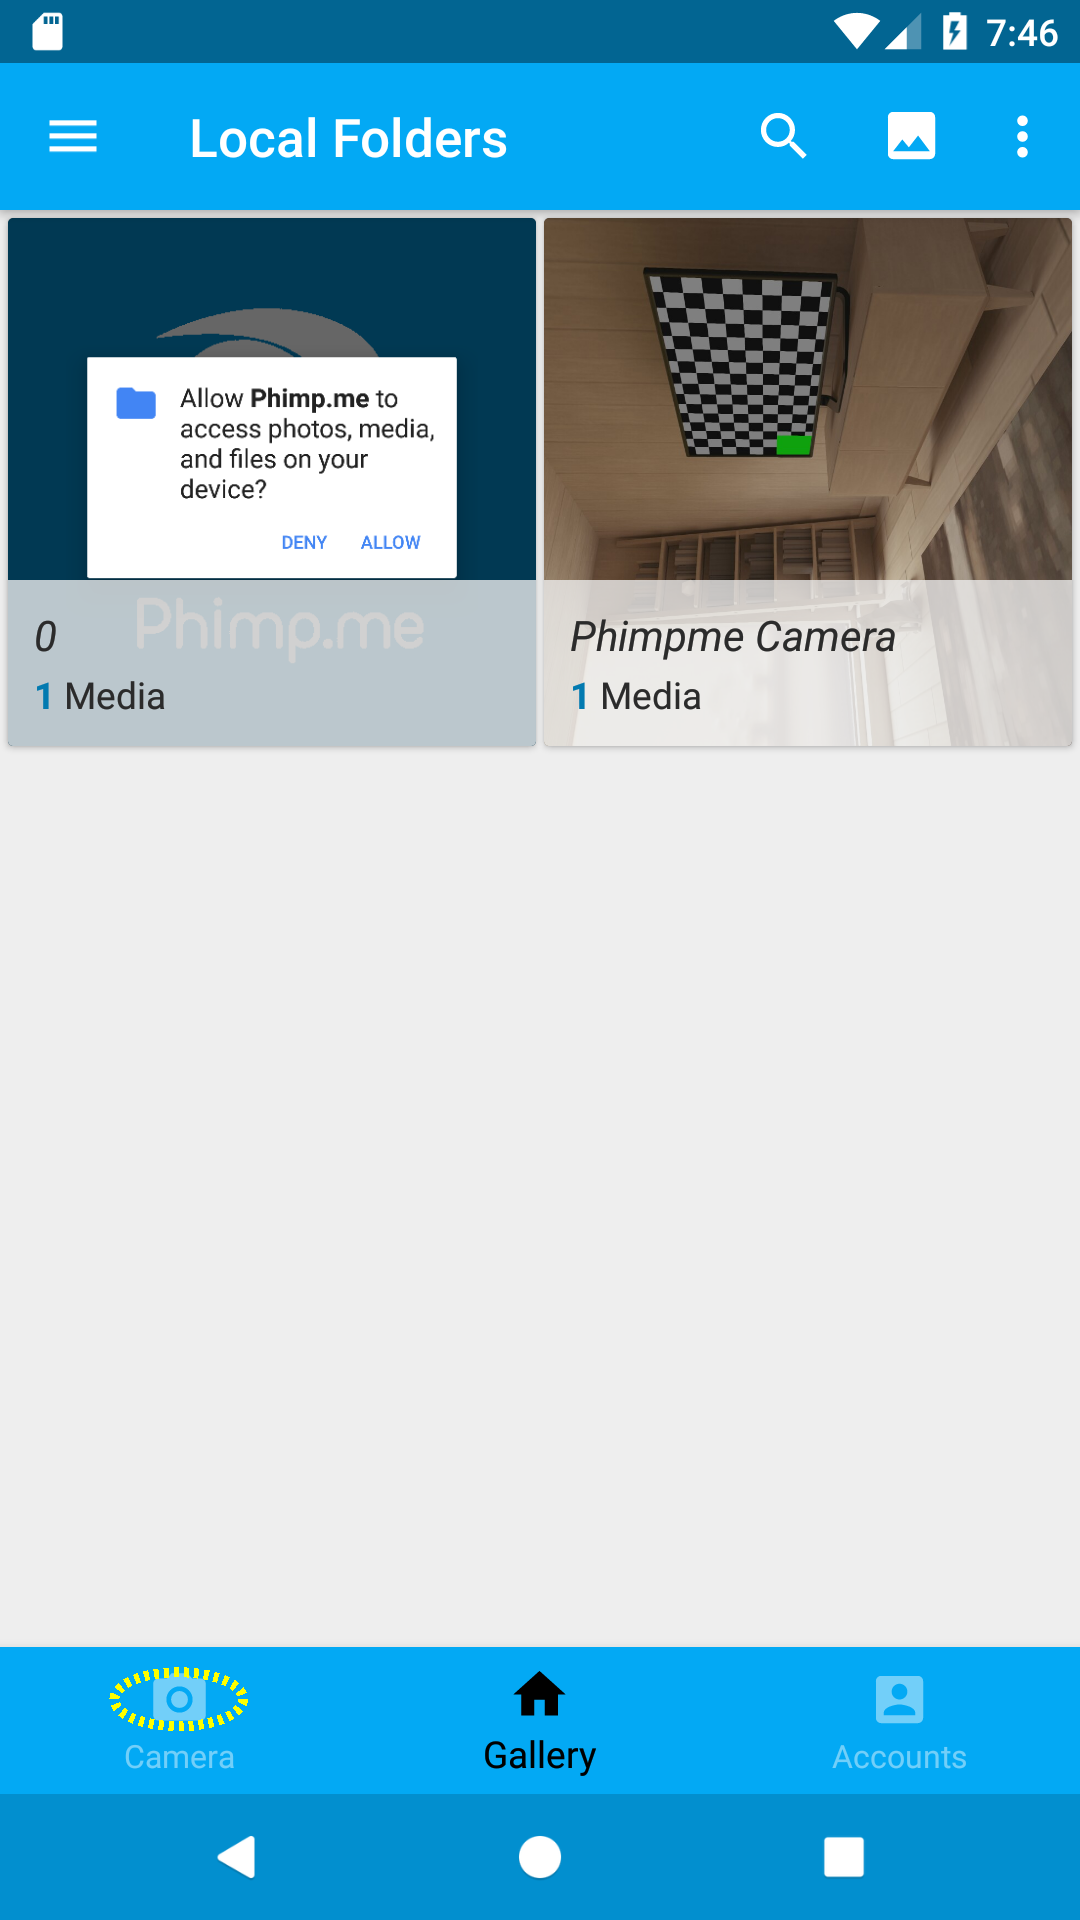 7:46
Local Folders
Allow Phimp.me to
access photos, media,
and files on your
device?
DENY ALLOW
Phimp.me
0
1 Media
Phimpme Camera
1 Media
Camera
Gallery
Accounts